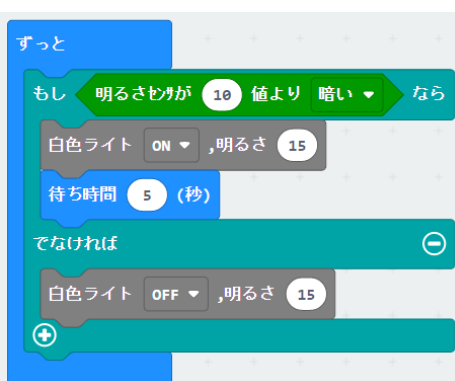 ずっと
もし 明るさｾﾝｻが 10 値より 暗い なら
白色ライト ON ,明るさ 15
待ち時間 5 (秒)
でなければ
白色ライト OFF ,明るさ 15